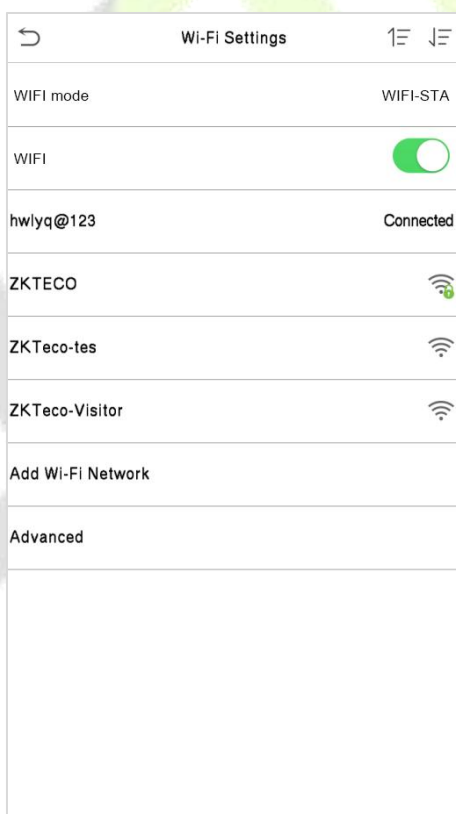 Wi-Fi Settings
WIFI mode WIFI-STA
WIFI
hwlyq@123 Connected
ZKTECO
ZKTeco-tes
ZKTeco-Visitor
Add Wi-Fi Network
Advanced